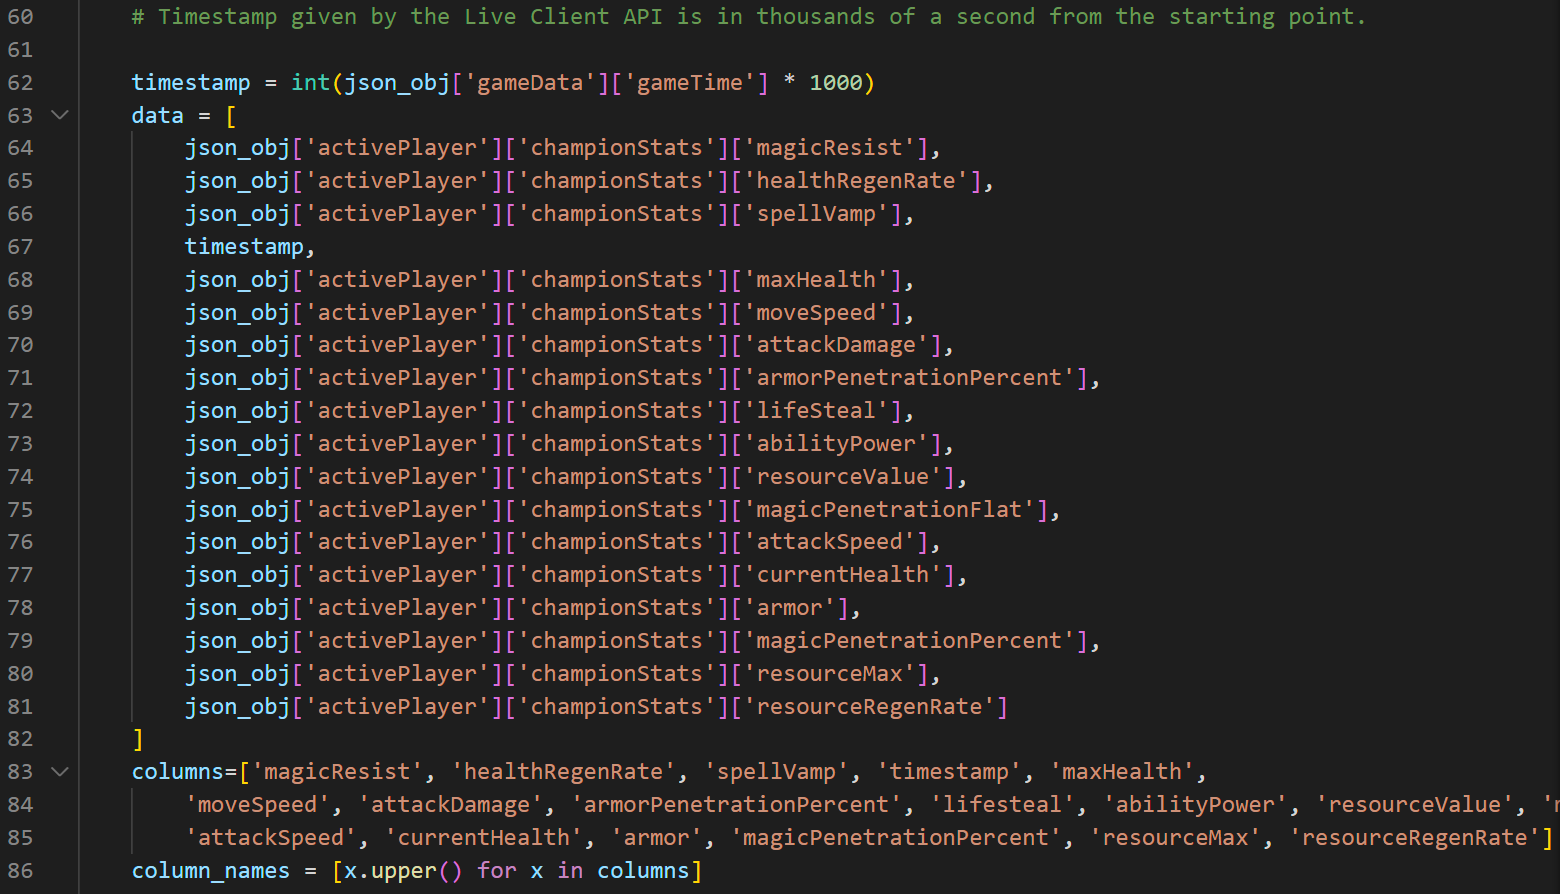 60 # Timestamp given by the Live Client API is in thousands of a second from the starting point.
61
62 timestamp = int(json_obj['gameData']['gameTime'] * 1000)
63 data = [
64 json_obj['activePlayer']['championStats']['magicResist'],
65 json_obj['activePlayer']['championStats']['healthRegenRate'],
66 json_obj['activePlayer']['championStats']['spellVamp'],
67 timestamp,
68 json_obj['activePlayer']['championStats']['maxHealth'],
69 json_obj['activePlayer']['championStats']['moveSpeed'],
70 json_obj['activePlayer']['championStats']['attackDamage'],
71 json_obj['activePlayer']['championStats']['armorPenetrationPercent'],
72 json_obj['activePlayer']['championStats']['lifeSteal'],
73 json_obj['activePlayer']['championStats']['abilityPower'],
74 json_obj['activePlayer']['championStats']['resourceValue'],
75 json_obj['activePlayer']['championStats']['magicPenetrationFlat'],
76 json_obj['activePlayer']['championStats']['attackSpeed'],
77 json_obj['activePlayer']['championStats']['currentHealth'],
78 json_obj['activePlayer']['championStats']['armor'],
79 json_obj['activePlayer']['championStats']['magicPenetrationPercent'],
80 json_obj['activePlayer']['championStats']['resourceMax'],
81 json_obj['activePlayer']['championStats']['resourceRegenRate']
82 ]
83 columns=['magicResist', 'healthRegenRate', 'spellVamp', 'timestamp', 'maxHealth',
84 'moveSpeed', 'attackDamage', 'armorPenetrationPercent', 'lifesteal', 'abilityPower', 'resourceValue',
85 'attackSpeed', 'currentHealth', 'armor', 'magicPenetrationPercent', 'resourceMax', 'resourceRegenRate']
86 column_names = [x.upper() for x in columns]